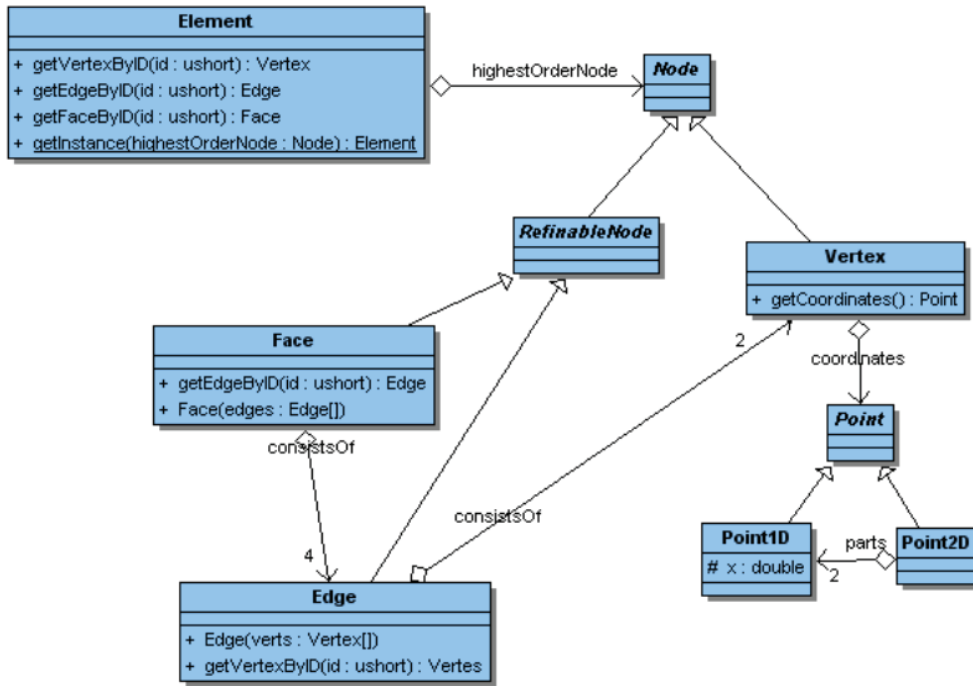 Element
+ getVertexByID(id : ushort) : Vertex
+ getEdgeByID(id : ushort) : Edge
+ getFaceByID(id : ushort) : Face
+ getInstance(highestOrderNode : Node) : Element
highestOrderNode
Node
RefinableNode
Vertex
+ getCoordinates() : Point
2
coordinates
Face
+ getEdgeByID(id : ushort) : Edge
+ Face(edges : Edge[])
consistsOf
4
consistsOf
Point
Point1D
# x : double
parts
2
Point2D
Edge
+ Edge(verts : Vertex[])
+ getVertexByID(id : ushort) : Vertes